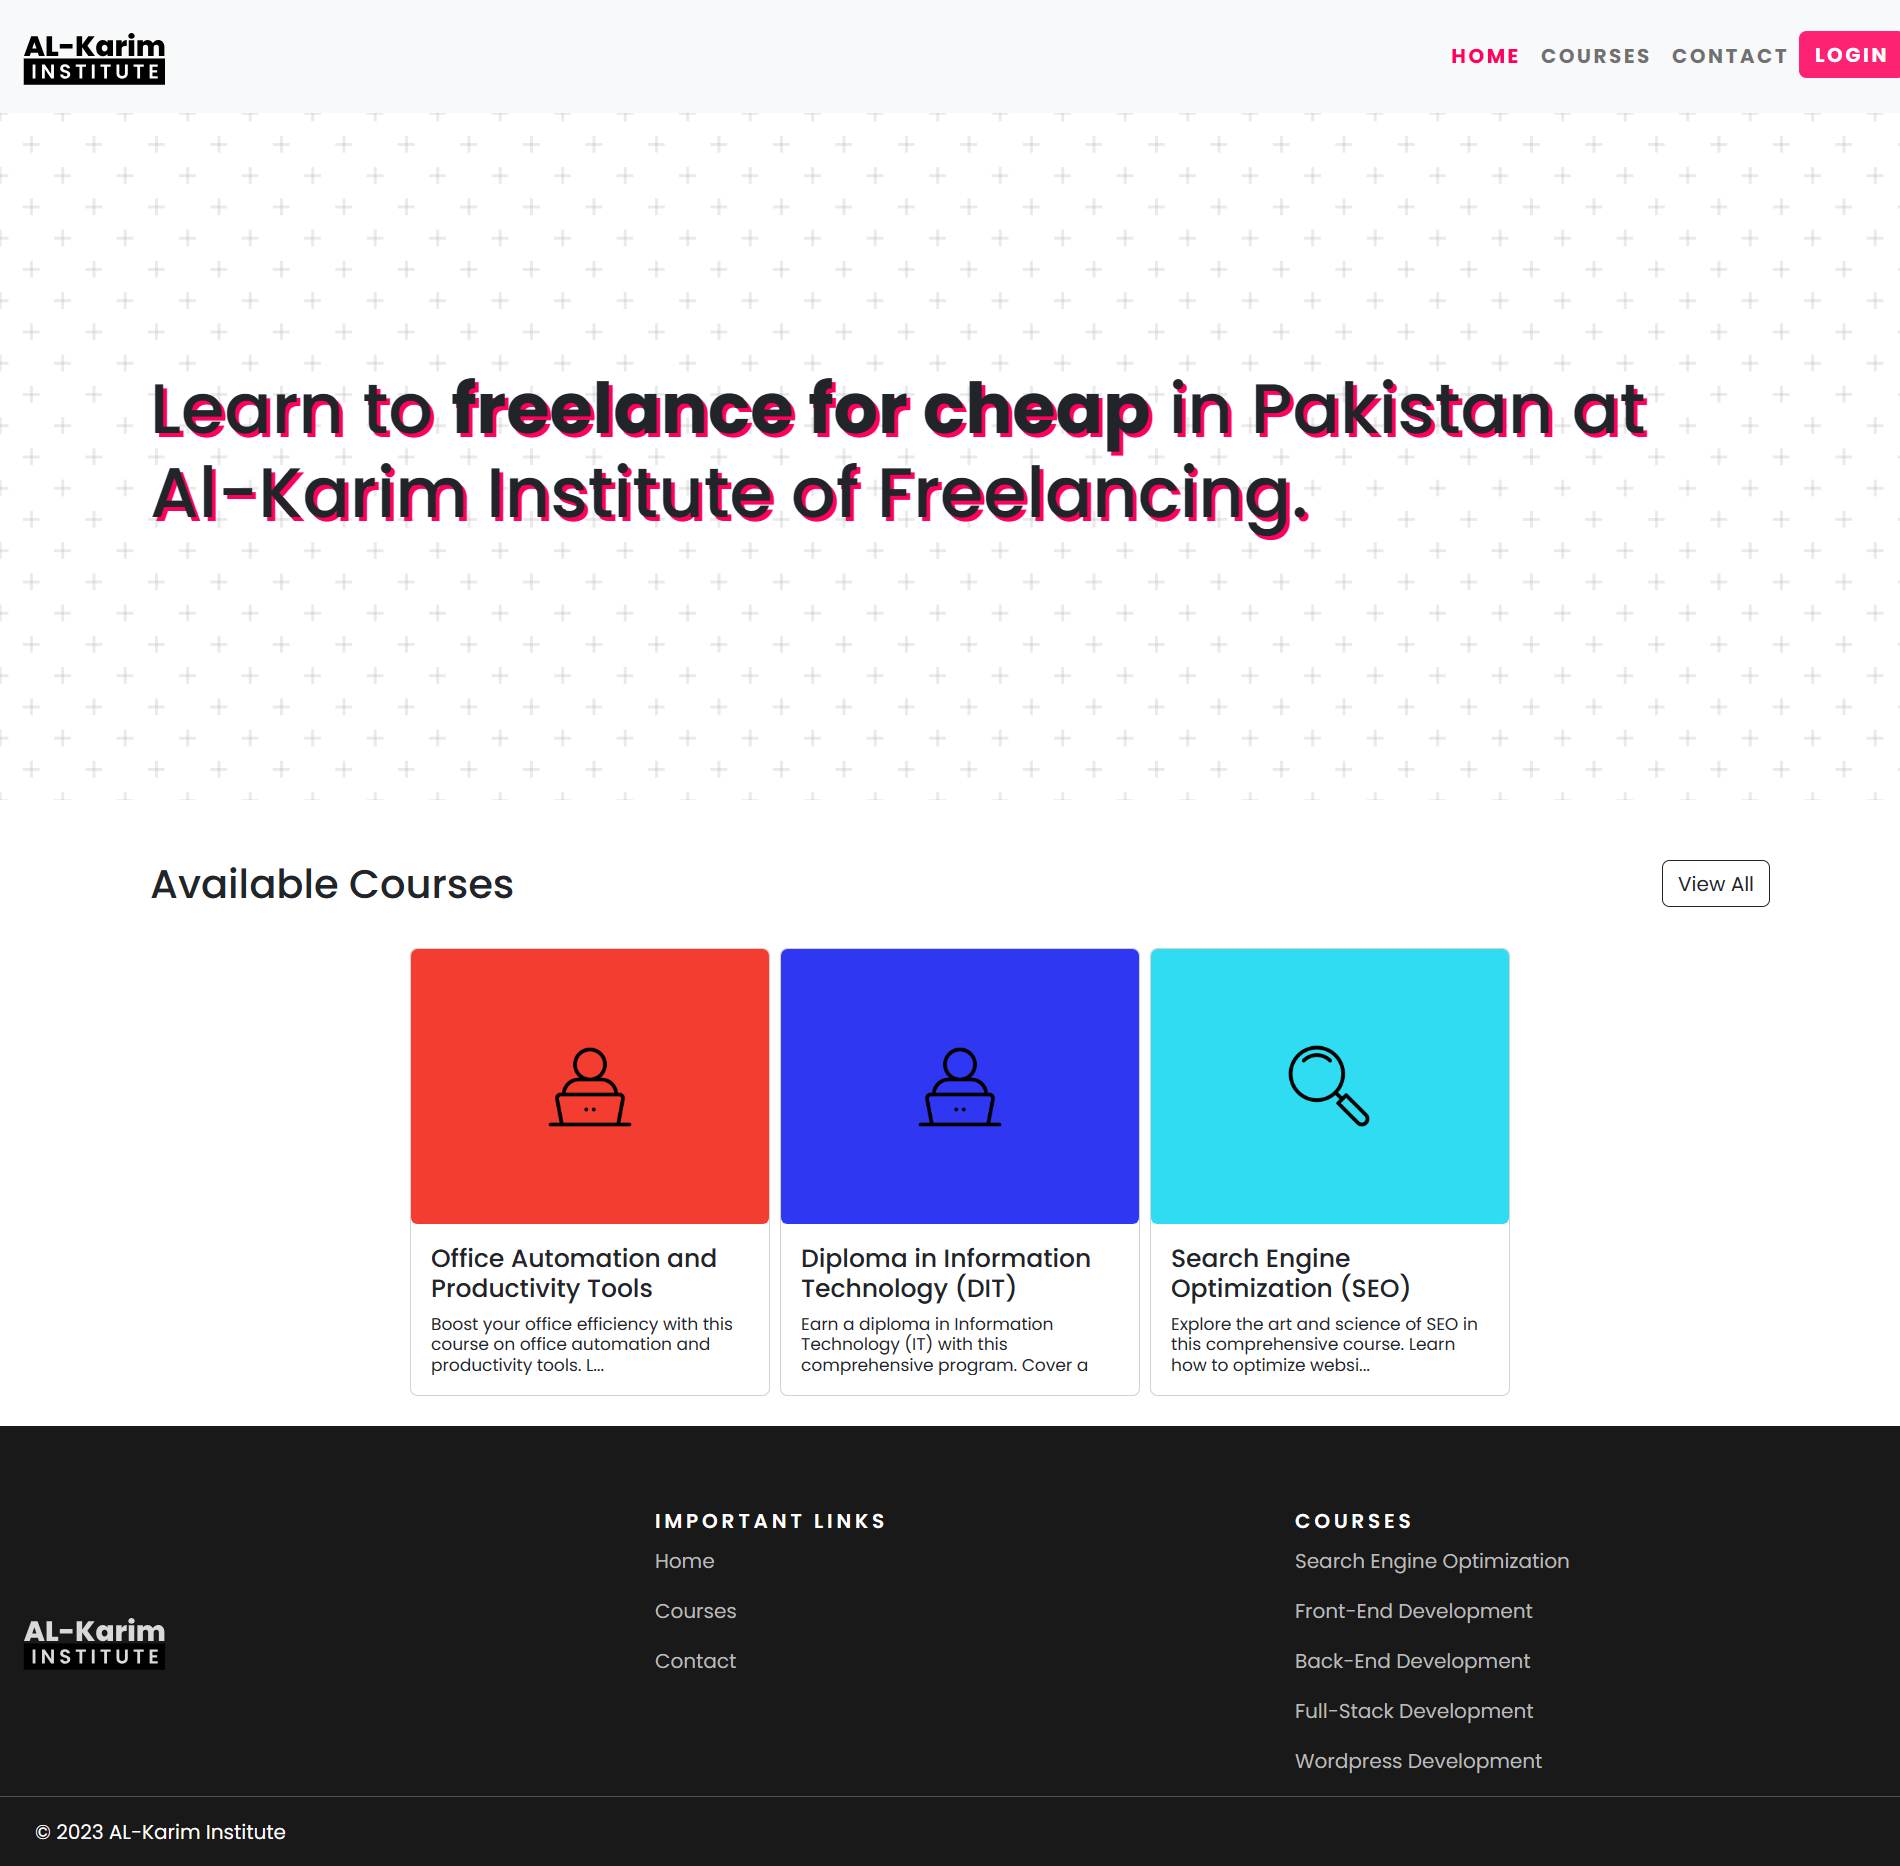 AL-Karim
INSTITUTE
HOME
COURSES
CONTACT
LOGIN
Learn to freelance for cheap in Pakistan at
Al-Karim Institute of Freelancing.
Available Courses
View All
Office Automation and
Productivity Tools
Boost your office efficiency with this
course on office automation and
productivity tools. L...
Diploma in Information
Technology (DIT)
Earn a diploma in Information
Technology (IT) with this
comprehensive program. Cover a
Search Engine
Optimization (SEO)
Explore the art and science of SEO in
this comprehensive course. Learn
how to optimize websi...
AL-Karim
INSTITUTE
IMPORTANT LINKS
Home
Courses
Contact
COURSES
Search Engine Optimization
Front-End Development
Back-End Development
Full-Stack Development
Wordpress Development
© 2023 AL-Karim Institute